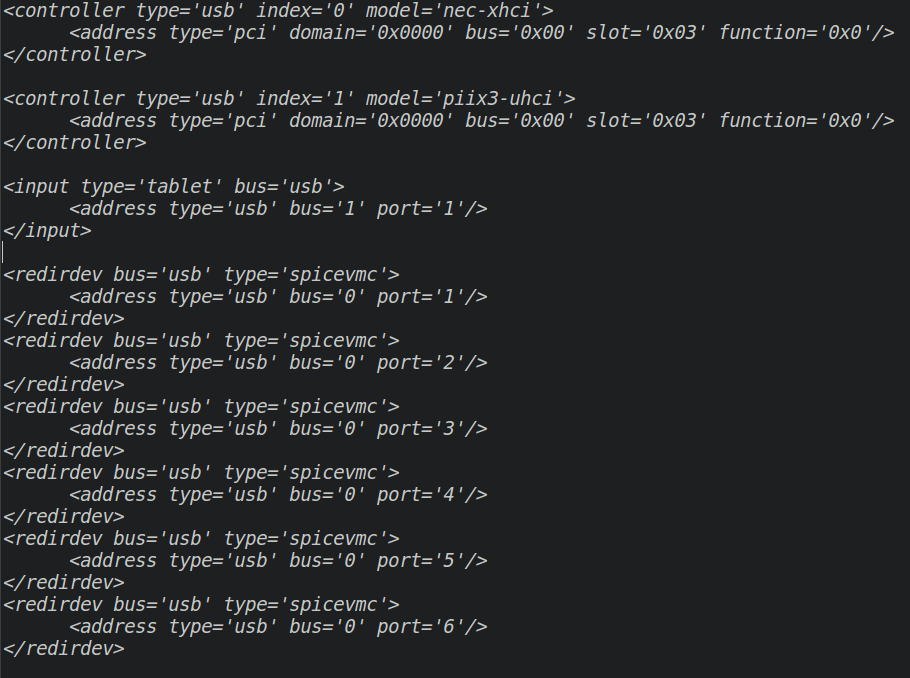 <controller type='usb' index='0' model='nec-xhci'>
<address type='pci' domain='0x0000' bus='0x00' slot='0x03' function='0x0'/>
</controller>
<controller type='usb' index='1' model='piix3-uhci'>
<address type='pci' domain='0x0000' bus='0x00' slot='0x03' function='0x0'/>
</controller>
<input type='tablet' bus='usb'>
<address type='usb' bus='1' port='1'/>
</input>
<redirdev bus='usb' type='spicevmc'>
<address type='usb' bus='0' port='1'/>
</redirdev>
<redirdev bus='usb' type='spicevmc'>
<address type='usb' bus='0' port='2'/>
</redirdev>
<redirdev bus='usb' type='spicevmc'>
<address type='usb' bus='0' port='3'/>
</redirdev>
<redirdev bus='usb' type='spicevmc'>
<address type='usb' bus='0' port='4'/>
</redirdev>
<redirdev bus='usb' type='spicevmc'>
<address type='usb' bus='0' port='5'/>
</redirdev>
<redirdev bus='usb' type='spicevmc'>
<address type='usb' bus='0' port='6'/>
</redirdev>